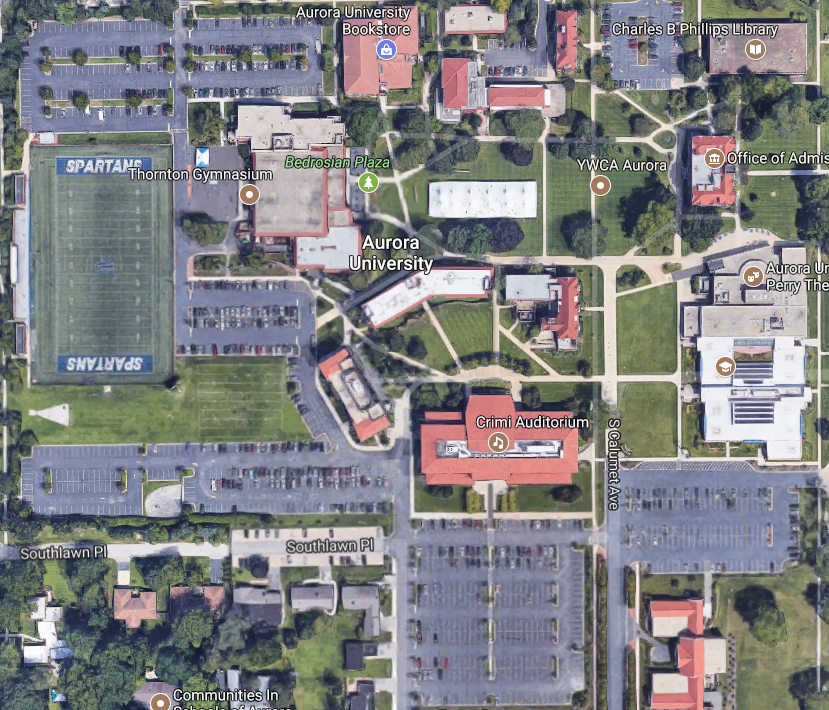 Aurora University
Bookstore
Charles B Phillips Library
SPARTANS
Bedrosian Plaza
Thornton Gymnasium
YWCA Aurora
Office of Admis
Aurora
University
Aurora Un
Perry The
SPARTANS
Crimi Auditorium
S Calumet Ave
Southlawn Pl
Southlawn Pl
Communities In
Schools of Aurora